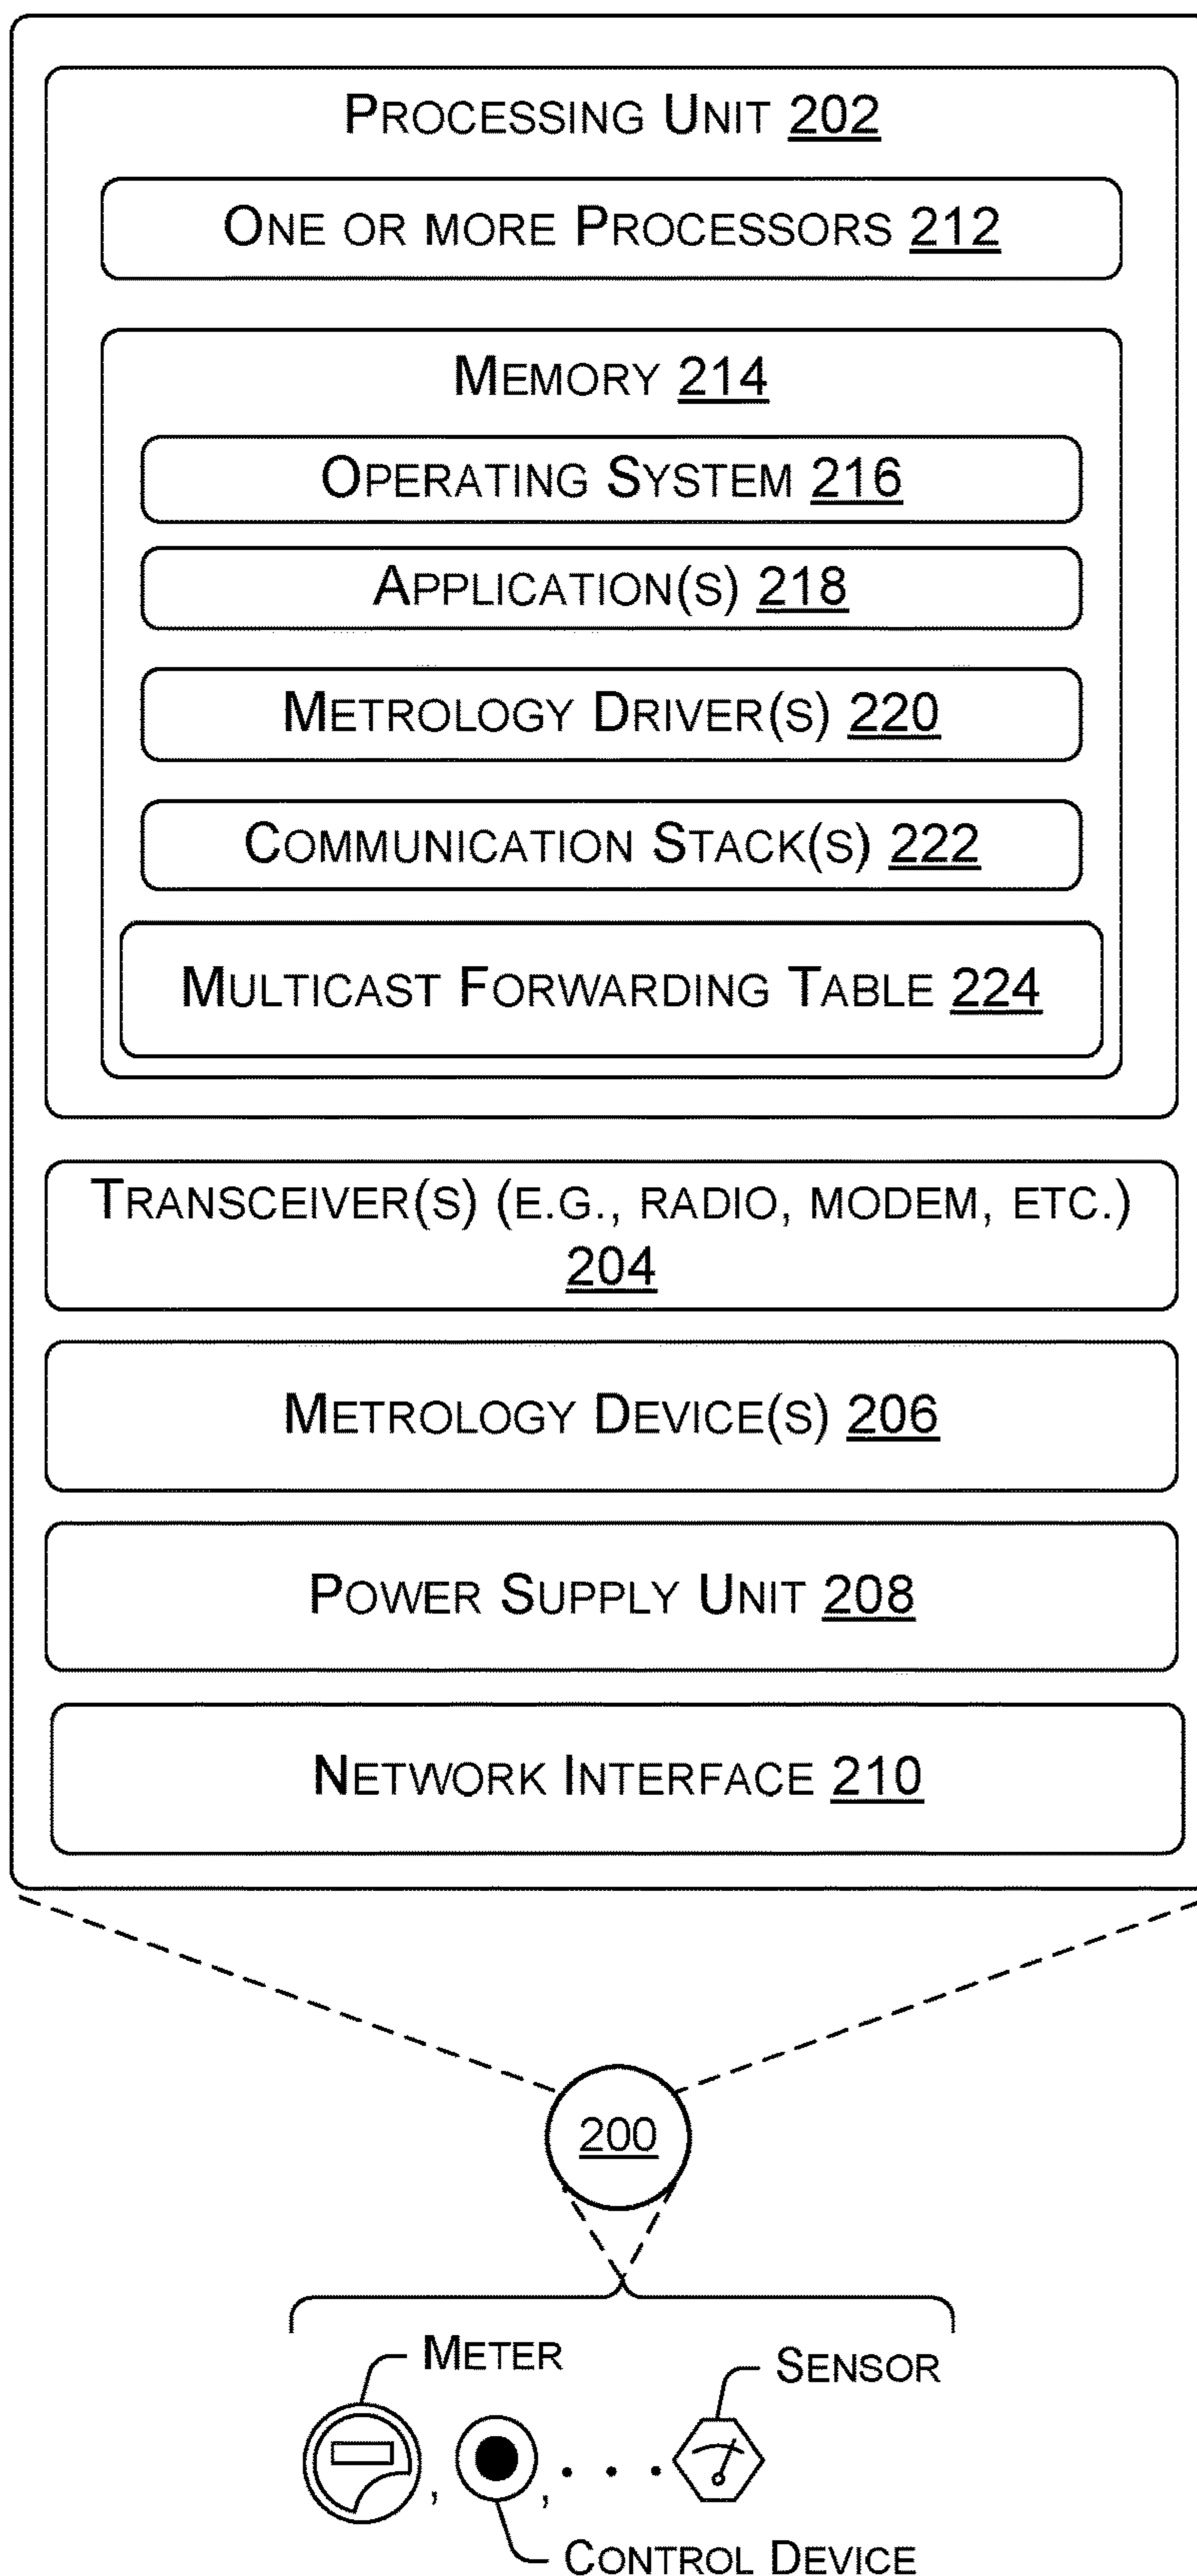 PROCESSING UNIT 202
ONE OR MORE PROCESSORS 212
MEMORY 214
OPERATING SYSTEM 216
APPLICATION(S) 218
METROLOGY DRIVER(S) 220
COMMUNICATION STACK(S) 222
MULTICAST FORWARDING TABLE 224
TRANSCEIVER(S) (E.G., RADIO, MODEM, ETC.)
204
METROLOGY DEVICE(S) 206
POWER SUPPLY UNIT 208
NETWORK INTERFACE 210
200
METER
SENSOR
, , . . .
CONTROL DEVICE